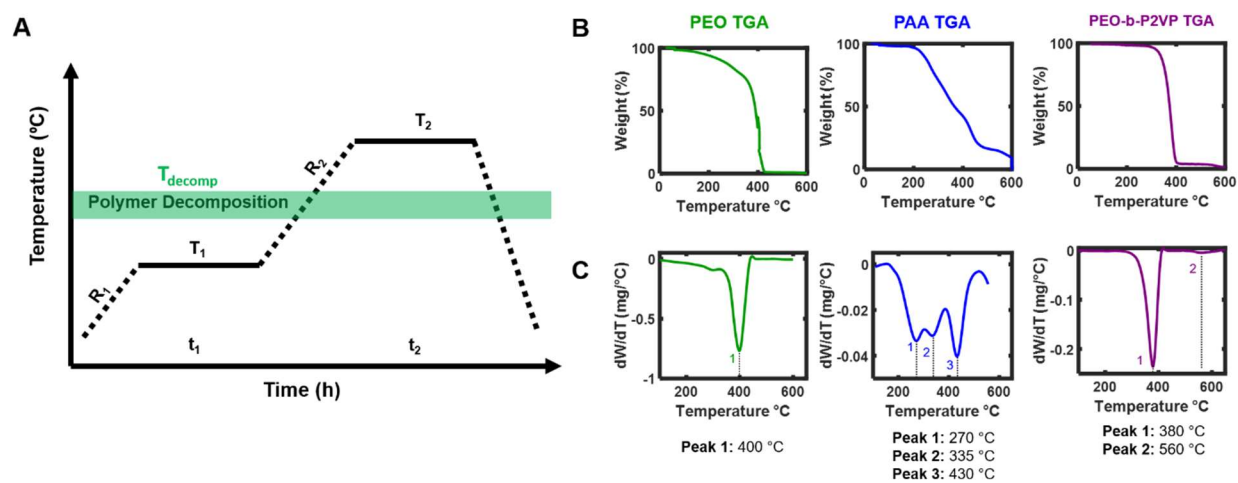 A
Temperature (ºC)
T2
R2
Tdecomp
Polymer Decomposition
T1
R1
t1
t2
Time (h)
B
PEO TGA
PAA TGA
PEO-b-P2VP TGA
Weight (%)
100
50
0
0 200 400 600
Temperature °C
Weight (%)
100
50
0
0 200 400 600
Temperature °C
Weight (%)
100
50
0
0 200 400 600
Temperature °C
C
dW/dT (mg/°C)
0
-0.5
-1
1
200 400 600
Temperature °C
Peak 1: 400 °C
dW/dT (mg/°C)
0
-0.02
-0.04
1
2
3
200 400 600
Temperature °C
Peak 1: 270 °C
Peak 2: 335 °C
Peak 3: 430 °C
dW/dT (mg/°C)
0
-0.1
-0.2
1
2
200 400 600
Temperature °C
Peak 1: 380 °C
Peak 2: 560 °C